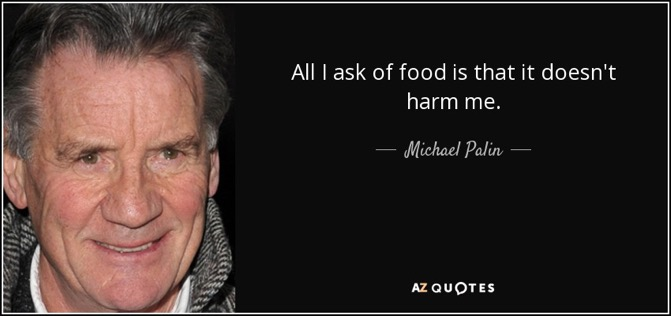 All I ask of food is that it doesn't
harm me.
Michael Palin
AZ QUOTES